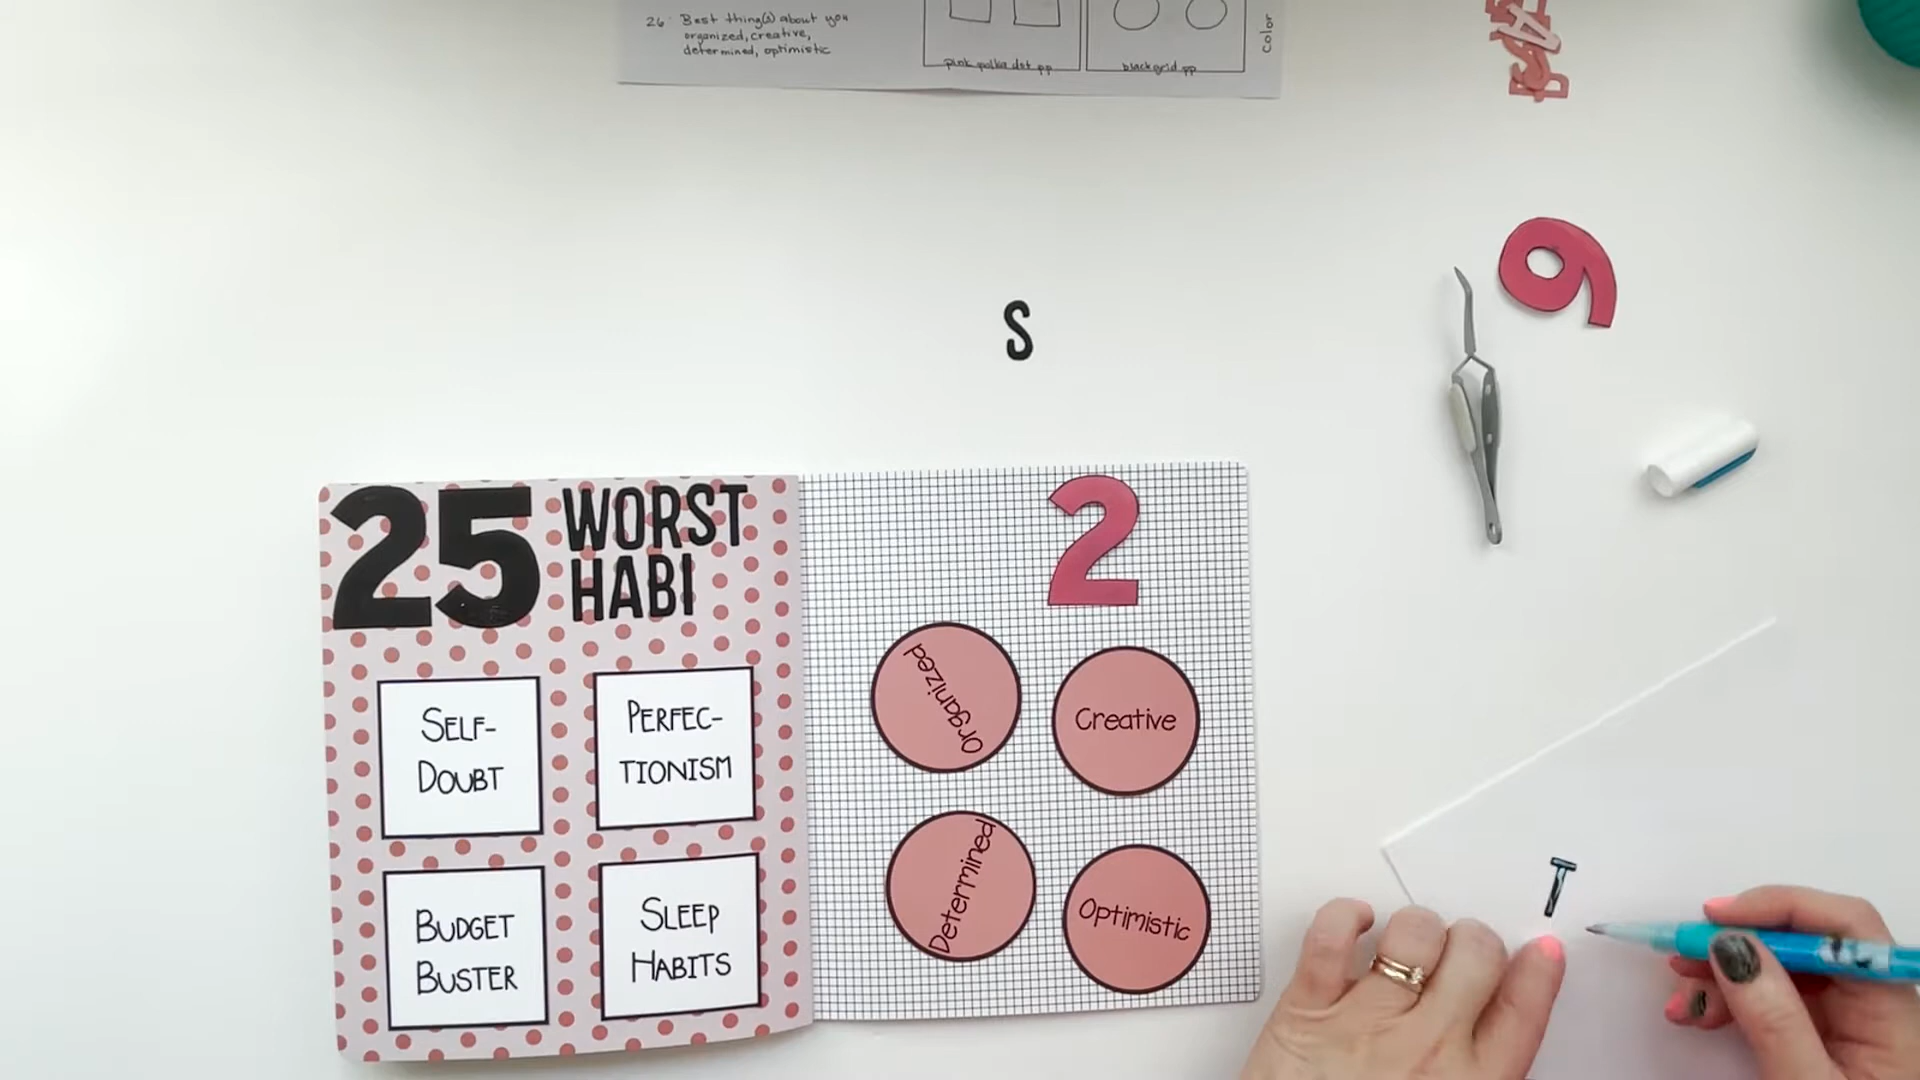 26 Best thing(s) about you
organized, creative,
determined, optimistic
pink polka dot pp
black grid pp
color
S
9
25 WORST
HABI
SELF-
DOUBT
PERFEC-
TIONISM
BUDGET
BUSTER
SLEEP
HABITS
2
Organized
Creative
Determined
Optimistic
T